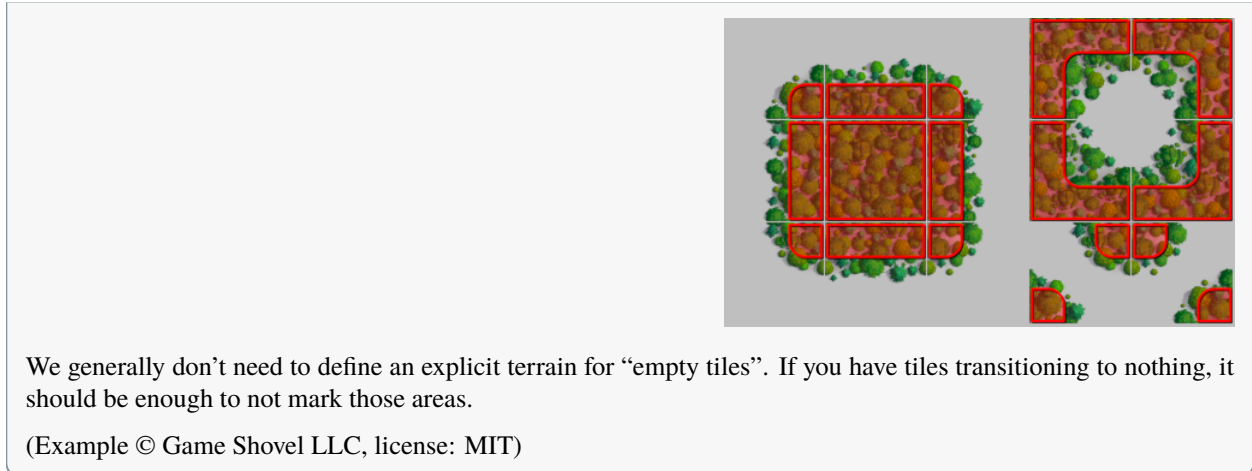 We generally don’t need to define an explicit terrain for “empty tiles”. If you have tiles transitioning to nothing, it
should be enough to not mark those areas.
(Example © Game Shovel LLC, license: MIT)